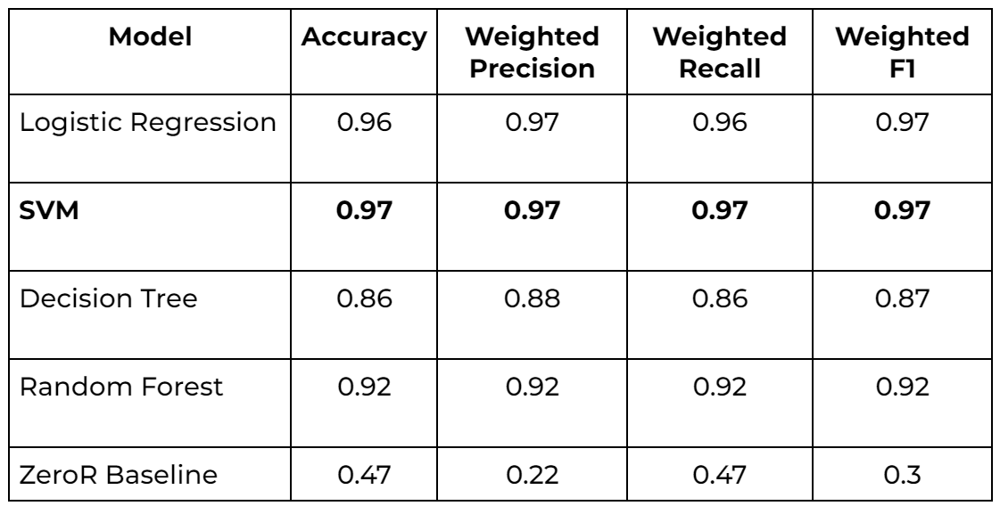 Model Accuracy Weighted Precision Weighted Recall Weighted F1
Logistic Regression 0.96 0.97 0.96 0.97
SVM 0.97 0.97 0.97 0.97
Decision Tree 0.86 0.88 0.86 0.87
Random Forest 0.92 0.92 0.92 0.92
ZeroR Baseline 0.47 0.22 0.47 0.3